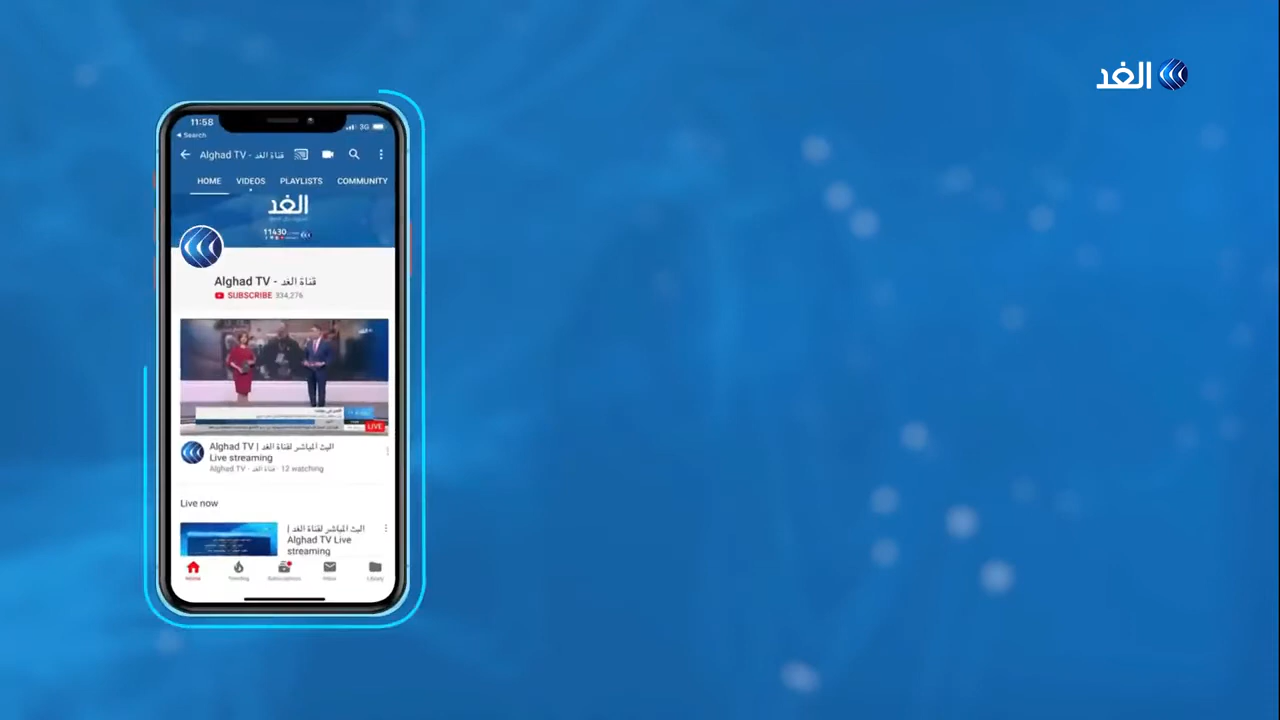 الغد
11:58
3G
Search
Alghad TV - قناة الغد
HOME VIDEOS PLAYLISTS COMMUNITY
الغد
11430
Alghad TV - قناة الغد
SUBSCRIBE 334,276
LIVE
Alghad TV | البث المباشر لقناة الغد
Live streaming
Alghad TV - قناة الغد · 12 watching
Live now
البث المباشر لقناة الغد |
Alghad TV Live
streaming
Home Trending Subscriptions Inbox Library